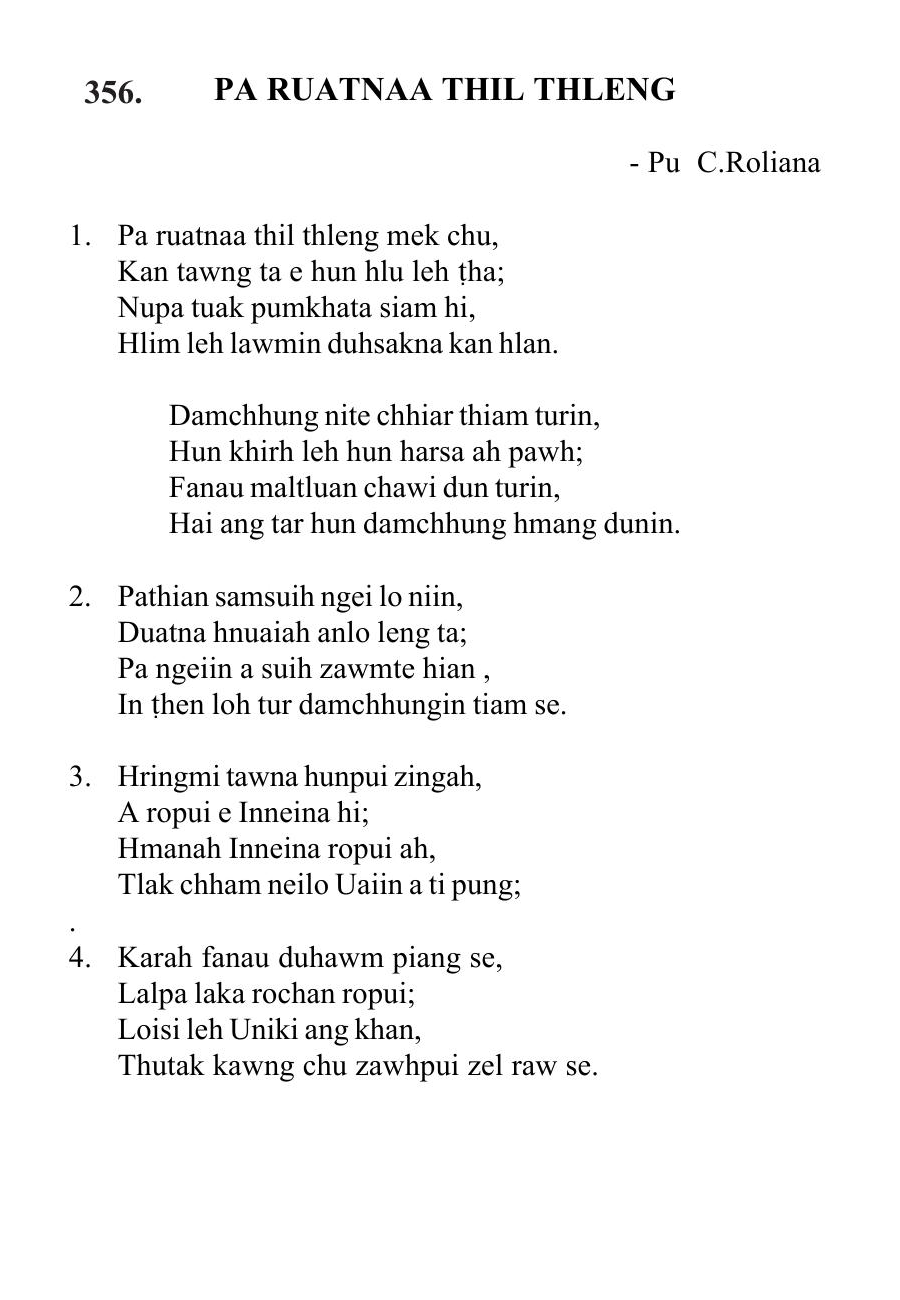 356. PA RUATNAA THIL THLENG
- Pu C.Roliana
1. Pa ruatnaa thil thleng mek chu,
Kan tawng ta e hun hlu leh ṭha;
Nupa tuak pumkhata siam hi,
Hlim leh lawmin duhsakna kan hlan.
Damchhung nite chhiar thiam turin,
Hun khirh leh hun harsa ah pawh;
Fanau maltluan chawi dun turin,
Hai ang tar hun damchhung hmang dunin.
2. Pathian samsuih ngei lo niin,
Duatna hnuaiah anlo leng ta;
Pa ngeiin a suih zawmte hian ,
In ṭhen loh tur damchhungin tiam se.
3. Hringmi tawna hunpui zingah,
A ropui e Inneina hi;
Hmanah Inneina ropui ah,
Tlak chham neilo Uaiin a ti pung;
.
4. Karah fanau duhawm piang se,
Lalpa laka rochan ropui;
Loisi leh Uniki ang khan,
Thutak kawng chu zawhpui zel raw se.